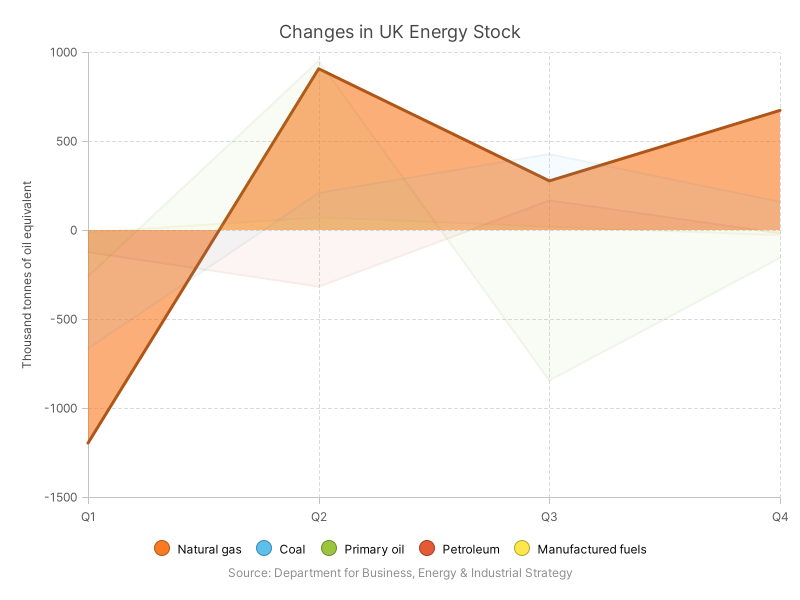 Changes in UK Energy Stock
Thousand tonnes of oil equivalent
1000
500
0
-500
-1000
-1500
Q1 Q2 Q3 Q4
Natural gas Coal Primary oil Petroleum Manufactured fuels
Source: Department for Business, Energy & Industrial Strategy